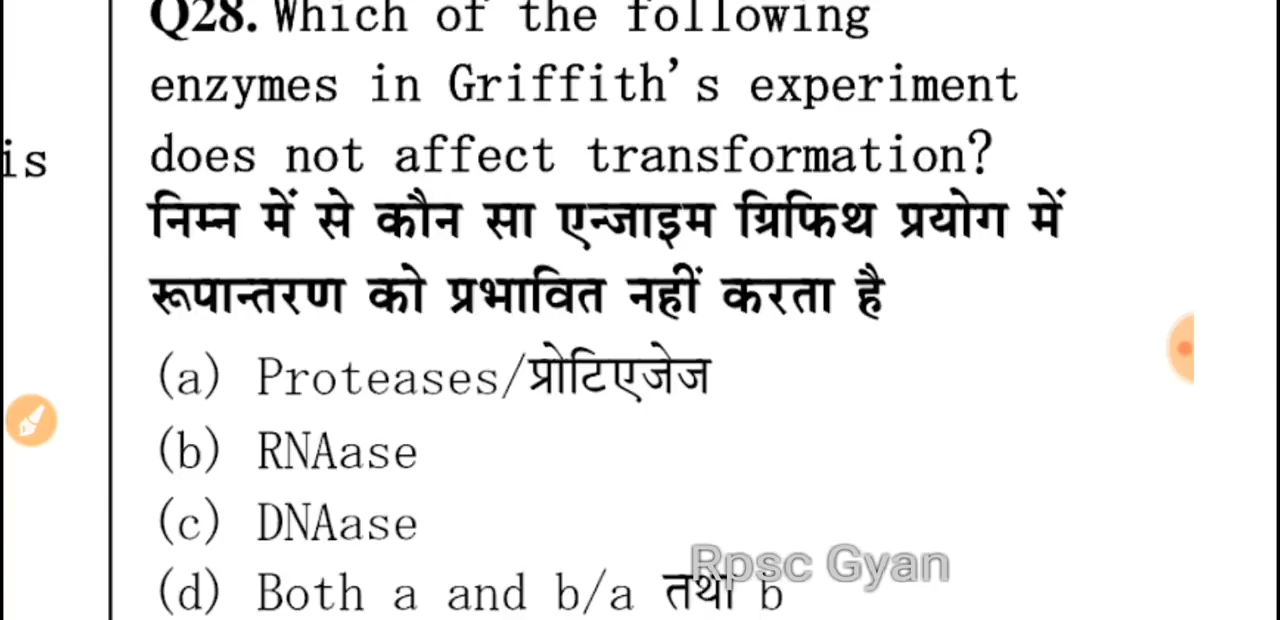 Q28. Which of the following
enzymes in Griffith's experiment
is
does not affect transformation?
निम्न में से कौन सा एन्जाइम ग्रिफिथ प्रयोग में
रूपान्तरण को प्रभावित नहीं करता है
(a) Proteases/प्रोटिएजेज
(b) RNAase
(c) DNAase
Rpsc Gyan
(d) Both a and b/a तथा b